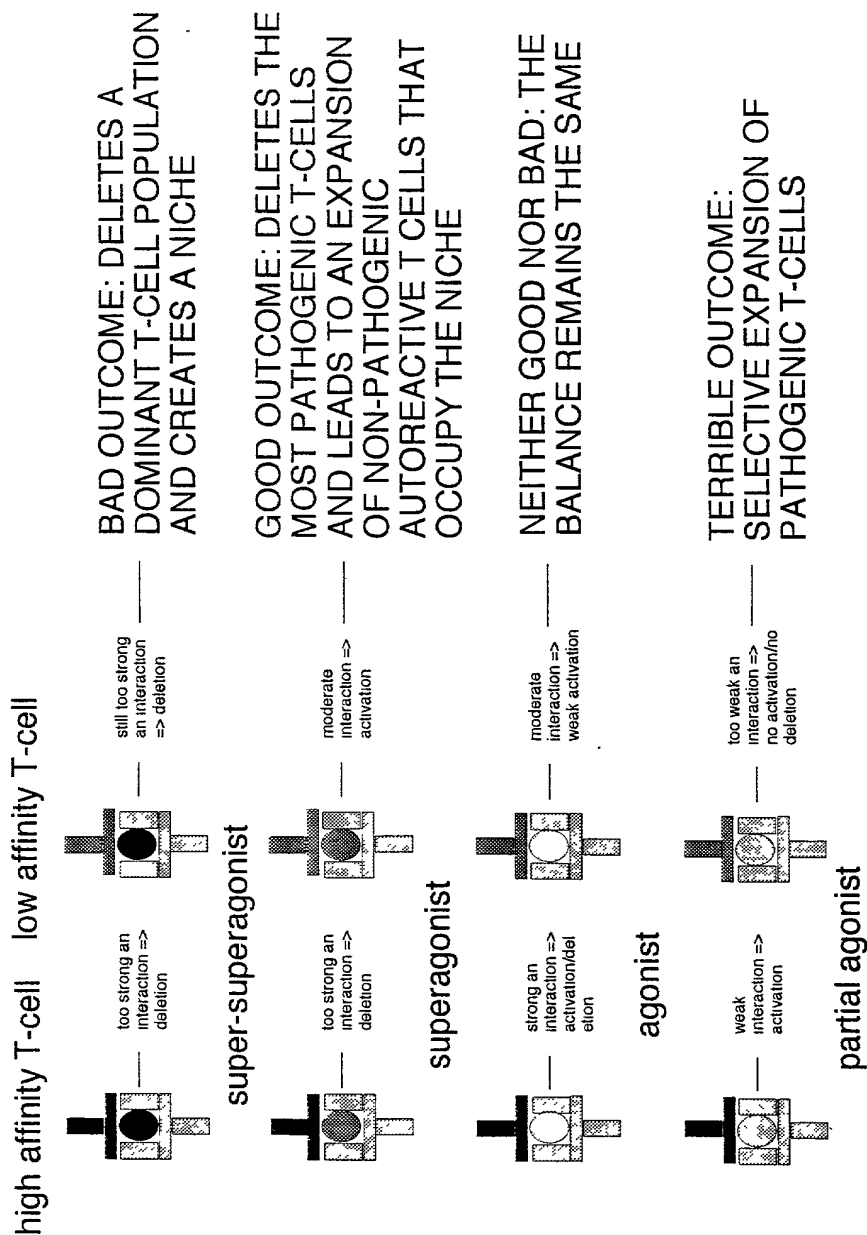 high affinity T-cell
low affinity T-cell
too strong an
interaction =>
deletion
still too strong
an interaction
=> deletion
BAD OUTCOME: DELETES A
DOMINANT T-CELL POPULATION
AND CREATES A NICHE
super-superagonist
too strong an
interaction =>
deletion
moderate
interaction =>
activation
GOOD OUTCOME: DELETES THE
MOST PATHOGENIC T-CELLS
AND LEADS TO AN EXPANSION
OF NON-PATHOGENIC
AUTOREACTIVE T CELLS THAT
OCCUPY THE NICHE
superagonist
strong an
interaction =>
activation/del
etion
moderate
interaction =>
weak activation
NEITHER GOOD NOR BAD: THE
BALANCE REMAINS THE SAME
agonist
weak
interaction =>
activation
too weak an
interaction =>
no activation/no
deletion
TERRIBLE OUTCOME:
SELECTIVE EXPANSION OF
PATHOGENIC T-CELLS
partial agonist